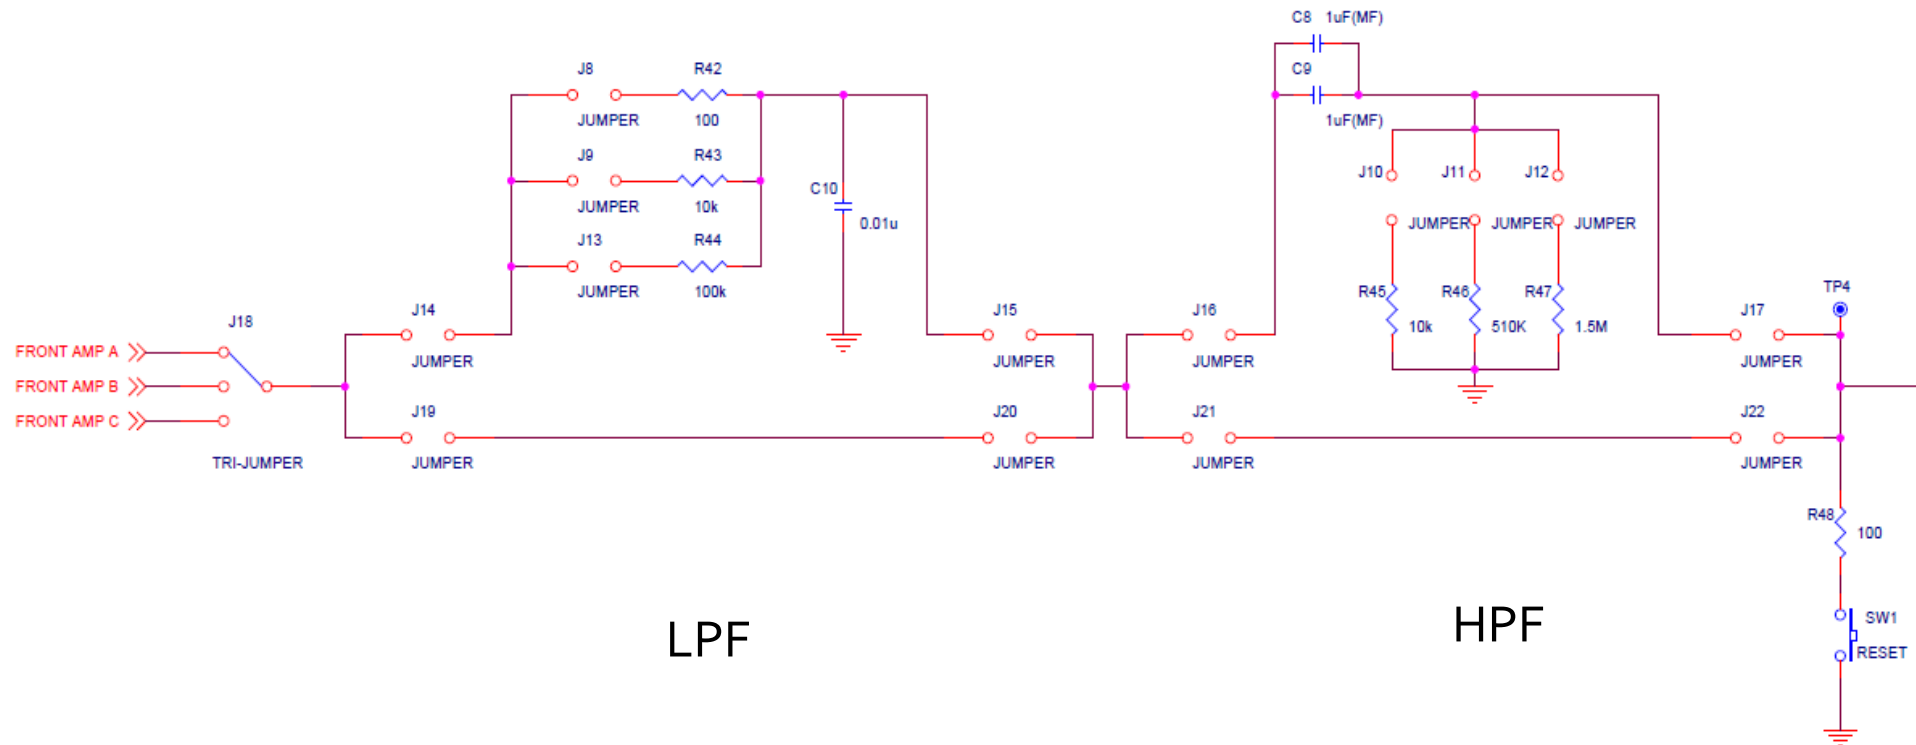 C8 1uF(MF)
C9
1uF(MF)
J8 R42
JUMPER 100
J9 R43
JUMPER 10k
J13 R44
JUMPER 100k
C10
0.01u
J10 J11 J12
JUMPER JUMPER JUMPER
R45 R46 R47
10k 510K 1.5M
TP4
J18
J14
JUMPER
J15
JUMPER
J16
JUMPER
J17
JUMPER
FRONT AMP A
FRONT AMP B
FRONT AMP C
TRI-JUMPER
J19
JUMPER
J20
JUMPER
J21
JUMPER
J22
JUMPER
R48
100
SW1
RESET
LPF
HPF